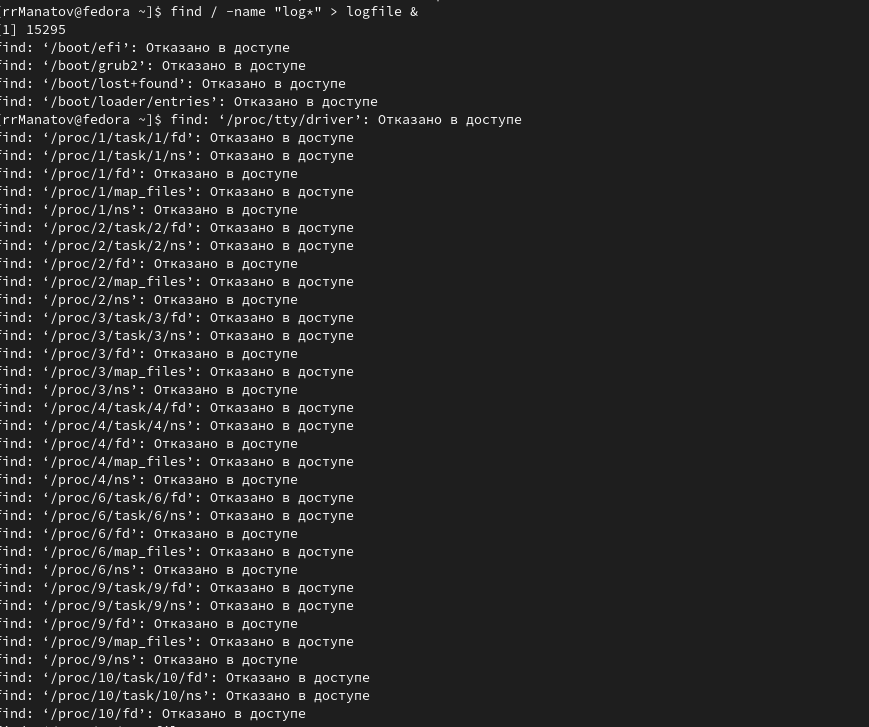 [rrManatov@fedora ~]$ find / -name "log*" > logfile &
[1] 15295
find: ‘/boot/efi’: Отказано в доступе
find: ‘/boot/grub2’: Отказано в доступе
find: ‘/boot/lost+found’: Отказано в доступе
find: ‘/boot/loader/entries’: Отказано в доступе
[rrManatov@fedora ~]$ find: ‘/proc/tty/driver’: Отказано в доступе
find: ‘/proc/1/task/1/fd’: Отказано в доступе
find: ‘/proc/1/task/1/ns’: Отказано в доступе
find: ‘/proc/1/fd’: Отказано в доступе
find: ‘/proc/1/map_files’: Отказано в доступе
find: ‘/proc/1/ns’: Отказано в доступе
find: ‘/proc/2/task/2/fd’: Отказано в доступе
find: ‘/proc/2/task/2/ns’: Отказано в доступе
find: ‘/proc/2/fd’: Отказано в доступе
find: ‘/proc/2/map_files’: Отказано в доступе
find: ‘/proc/2/ns’: Отказано в доступе
find: ‘/proc/3/task/3/fd’: Отказано в доступе
find: ‘/proc/3/task/3/ns’: Отказано в доступе
find: ‘/proc/3/fd’: Отказано в доступе
find: ‘/proc/3/map_files’: Отказано в доступе
find: ‘/proc/3/ns’: Отказано в доступе
find: ‘/proc/4/task/4/fd’: Отказано в доступе
find: ‘/proc/4/task/4/ns’: Отказано в доступе
find: ‘/proc/4/fd’: Отказано в доступе
find: ‘/proc/4/map_files’: Отказано в доступе
find: ‘/proc/4/ns’: Отказано в доступе
find: ‘/proc/6/task/6/fd’: Отказано в доступе
find: ‘/proc/6/task/6/ns’: Отказано в доступе
find: ‘/proc/6/fd’: Отказано в доступе
find: ‘/proc/6/map_files’: Отказано в доступе
find: ‘/proc/6/ns’: Отказано в доступе
find: ‘/proc/9/task/9/fd’: Отказано в доступе
find: ‘/proc/9/task/9/ns’: Отказано в доступе
find: ‘/proc/9/fd’: Отказано в доступе
find: ‘/proc/9/map_files’: Отказано в доступе
find: ‘/proc/9/ns’: Отказано в доступе
find: ‘/proc/10/task/10/fd’: Отказано в доступе
find: ‘/proc/10/task/10/ns’: Отказано в доступе
find: ‘/proc/10/fd’: Отказано в доступе